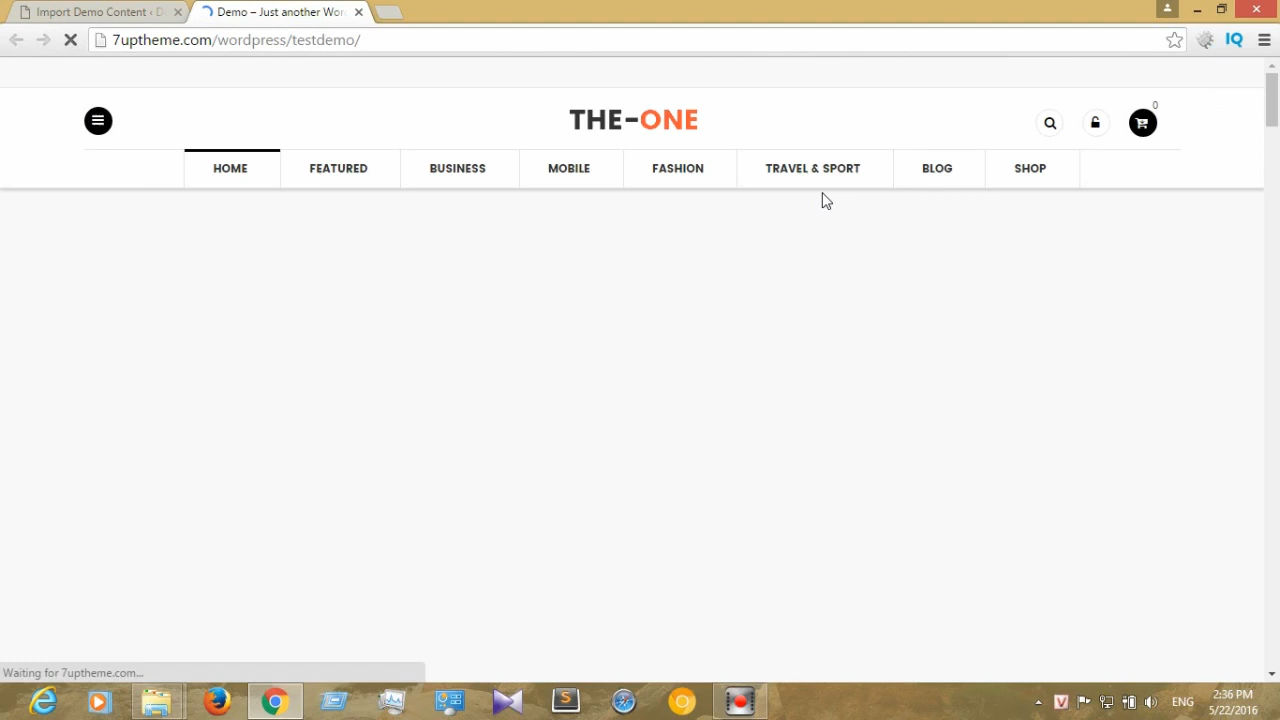 Import Demo Content ‹ D
Demo – Just another Wor
7uptheme.com/wordpress/testdemo/
IQ
THE-ONE
0
HOME FEATURED BUSINESS MOBILE FASHION TRAVEL & SPORT BLOG SHOP
Waiting for 7uptheme.com...
S
V
ENG
2:36 PM
5/22/2016